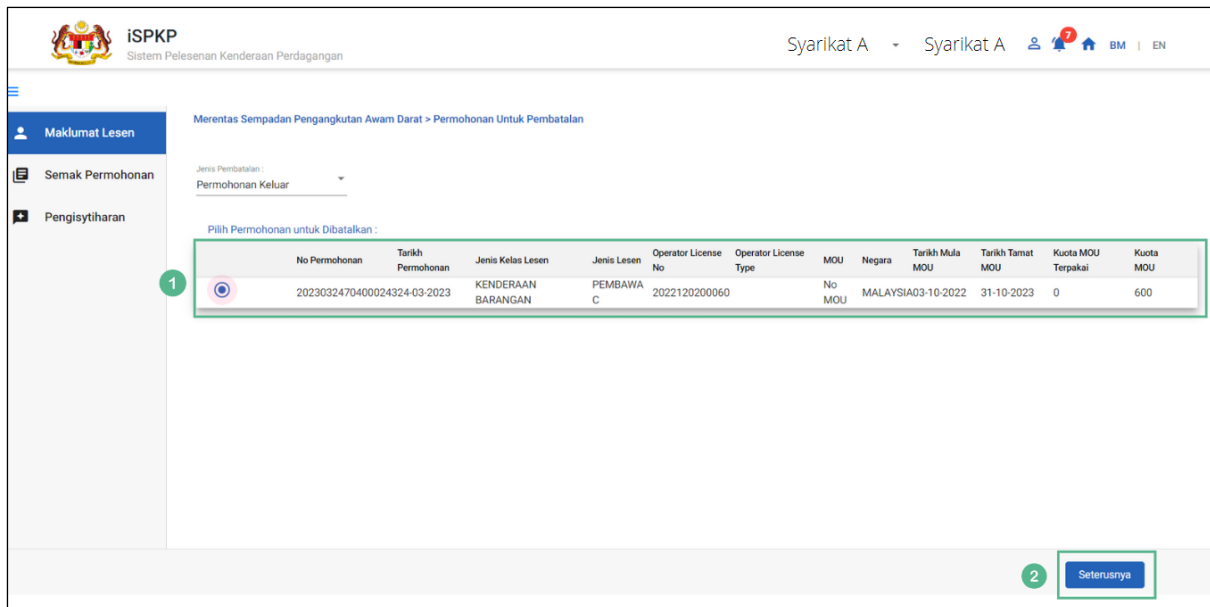 iSPKP
Sistem Pelesenan Kenderaan Perdagangan
Syarikat A Syarikat A 7 BM | EN
Maklumat Lesen
Semak Permohonan
Pengisytiharan
Merentas Sempadan Pengangkutan Awam Darat > Permohonan Untuk Pembatalan
Jenis Pembatalan :
Permohonan Keluar
Pilih Permohonan untuk Dibatalkan :
No Permohonan Tarikh Permohonan Jenis Kelas Lesen Jenis Lesen Operator License No Operator License Type MOU Negara Tarikh Mula MOU Tarikh Tamat MOU Kuota MOU Terpakai Kuota MOU
1 2023032470400024324-03-2023 KENDERAAN BARANGAN PEMBAWA C 2022120200060 No MOU MALAYSIA03-10-2022 31-10-2023 0 600
2 Seterusnya